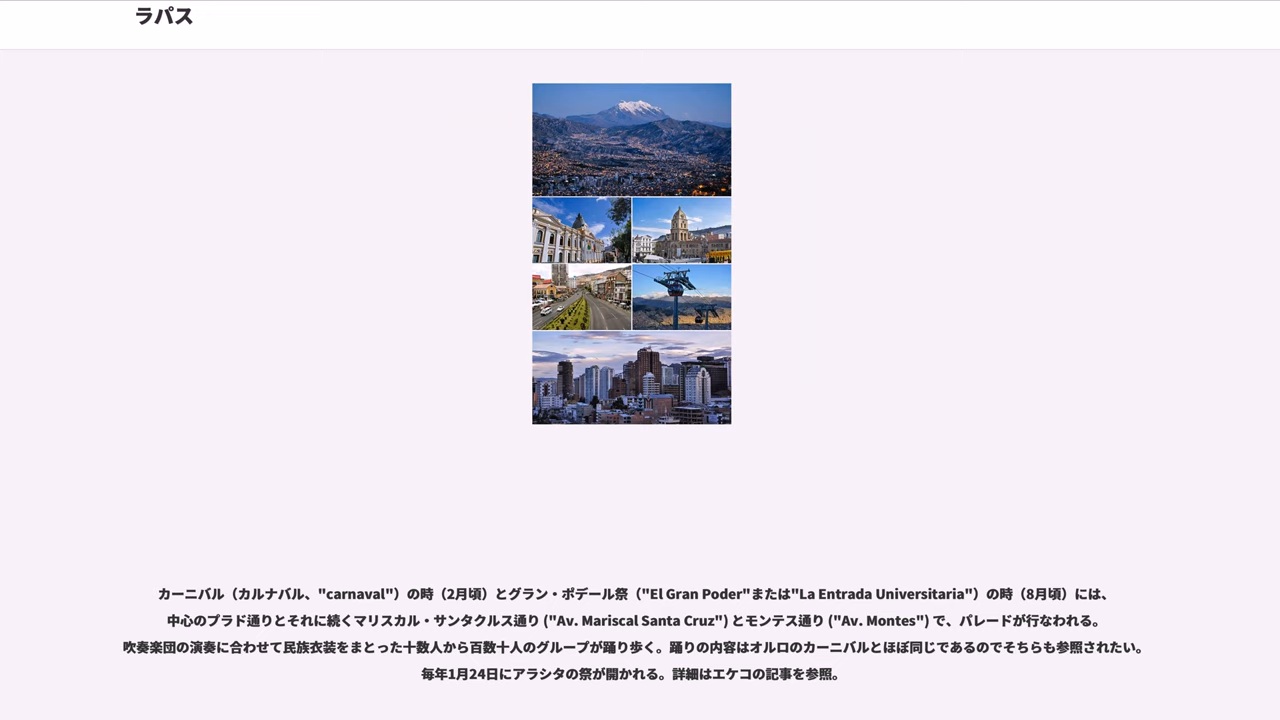 ラパス
カーニバル（カルナバル、"carnaval"）の時（2月頃）とグラン・ポデール祭（"El Gran Poder"または"La Entrada Universitaria"）の時（8月頃）には、
中心のプラド通りとそれに続くマリスカル・サンタクルス通り ("Av. Mariscal Santa Cruz") とモンテス通り ("Av. Montes") で、パレードが行なわれる。
吹奏楽団の演奏に合わせて民族衣装をまとった十数人から百数十人のグループが踊り歩く。踊りの内容はオルロのカーニバルとほぼ同じであるのでそちらも参照されたい。
毎年1月24日にアラシタの祭が開かれる。詳細はエケコの記事を参照。